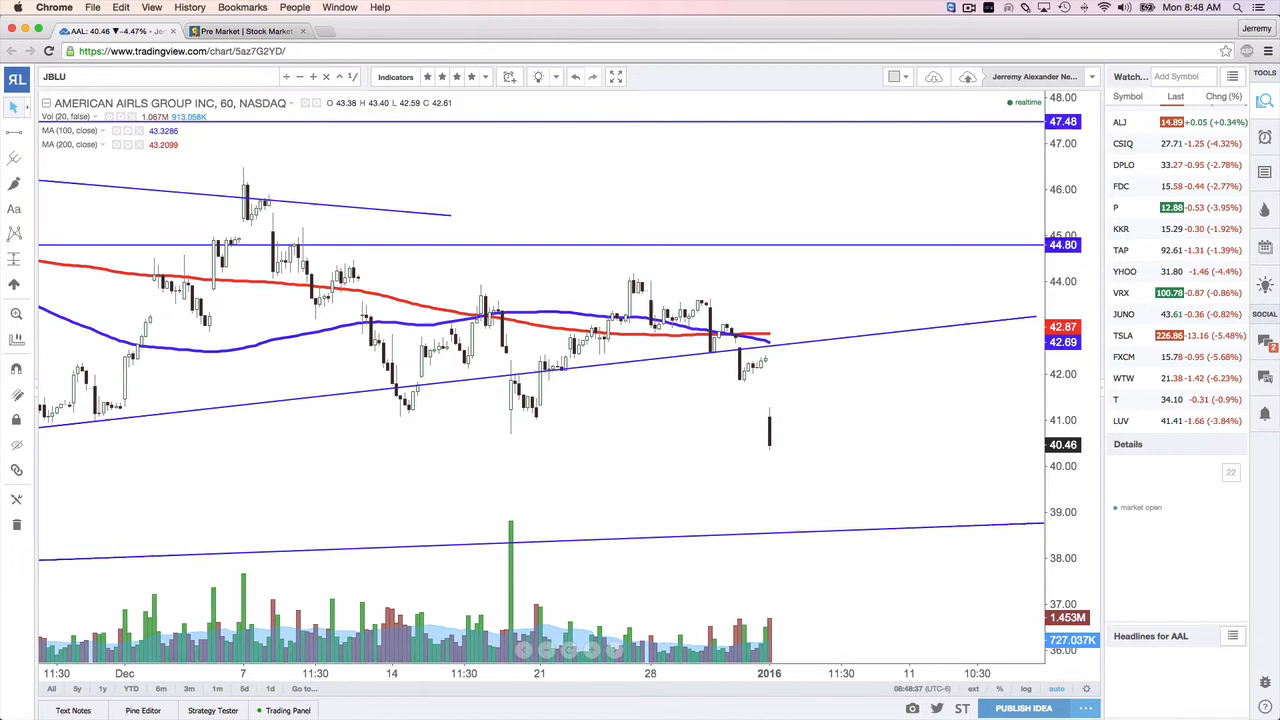 Chrome File Edit View History Bookmarks People Window Help Mon 8:48 AM
AAL: 40.46 ▼-4.47% - Jer Pre Market | Stock Market Jerremy
https://www.tradingview.com/chart/5az7G2YD/
JBLU Indicators Jerremy Alexander Ne... Watch... Add Symbol TOOLS
AMERICAN AIRLS GROUP INC, 60, NASDAQ O 43.38 H 43.40 L 42.59 C 42.61 realtime
Vol (20, false) 1.067M 913.058K
MA (100, close) 43.3286
MA (200, close) 43.2099
48.00
47.48
47.00
46.00
45.00
44.80
44.00
42.87
42.69
42.00
41.00
40.46
40.00
39.00
38.00
37.00
1.453M
727.037K
36.00
Symbol Last Chng (%)
ALJ 14.89 +0.05 (+0.34%)
CSIQ 27.71 -1.25 (-4.32%)
DPLO 33.27 -0.95 (-2.78%)
FDC 15.58 -0.44 (-2.77%)
P 12.88 -0.53 (-3.95%)
KKR 15.29 -0.30 (-1.92%)
TAP 92.61 -1.31 (-1.39%)
YHOO 31.80 -1.46 (-4.4%)
VRX 100.78 -0.87 (-0.86%)
JUNO 43.61 -0.36 (-0.82%)
TSLA 226.86 -13.16 (-5.48%)
FXCM 15.78 -0.95 (-5.68%)
WTW 21.38 -1.42 (-6.23%)
T 34.10 -0.31 (-0.9%)
LUV 41.41 -1.66 (-3.84%)
SOCIAL
2
Details
22
market open
Headlines for AAL
11:30 Dec 7 11:30 14 11:30 21 28 2016 11:30 11 10:30
All 5y 1y YTD 6m 3m 1m 5d 1d Go to... 08:48:37 (UTC-6) ext % log auto
Text Notes Pine Editor Strategy Tester Trading Panel ST PUBLISH IDEA ...